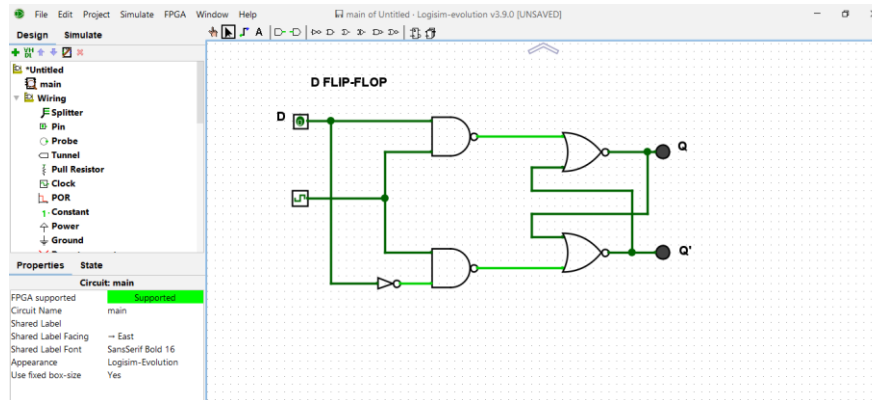 File Edit Project Simulate FPGA Window Help
main of Untitled · Logisim-evolution v3.9.0 [UNSAVED]
Design Simulate
A
*Untitled
main
Wiring
Splitter
Pin
Probe
Tunnel
Pull Resistor
Clock
POR
1 Constant
Power
Ground
D FLIP-FLOP
D
0
Q
Q'
Properties State
Circuit: main
FPGA supported Supported
Circuit Name main
Shared Label
Shared Label Facing → East
Shared Label Font SansSerif Bold 16
Appearance Logisim-Evolution
Use fixed box-size Yes